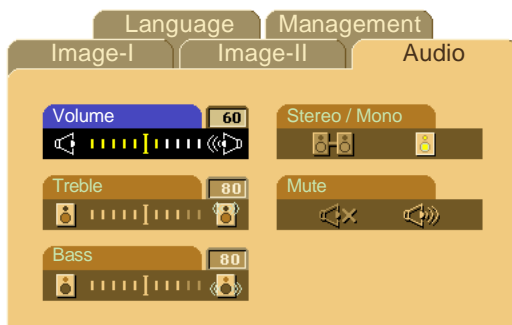 Language Management
Image-I Image-II Audio
Volume 60
Stereo / Mono
Treble 80
Mute
Bass 80